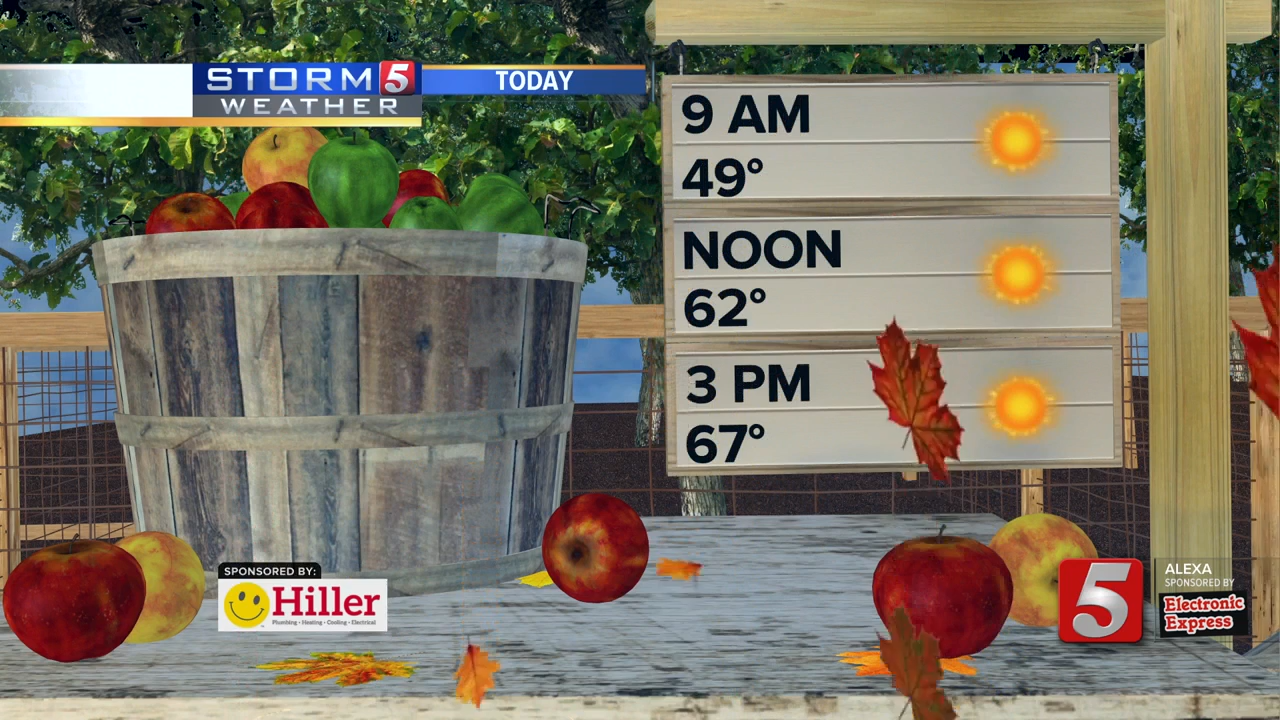 STORM 5
WEATHER
TODAY
9 AM
49°
NOON
62°
3 PM
67°
SPONSORED BY:
Hiller
Plumbing • Heating • Cooling • Electrical
5
ALEXA
SPONSORED BY
Electronic
Express